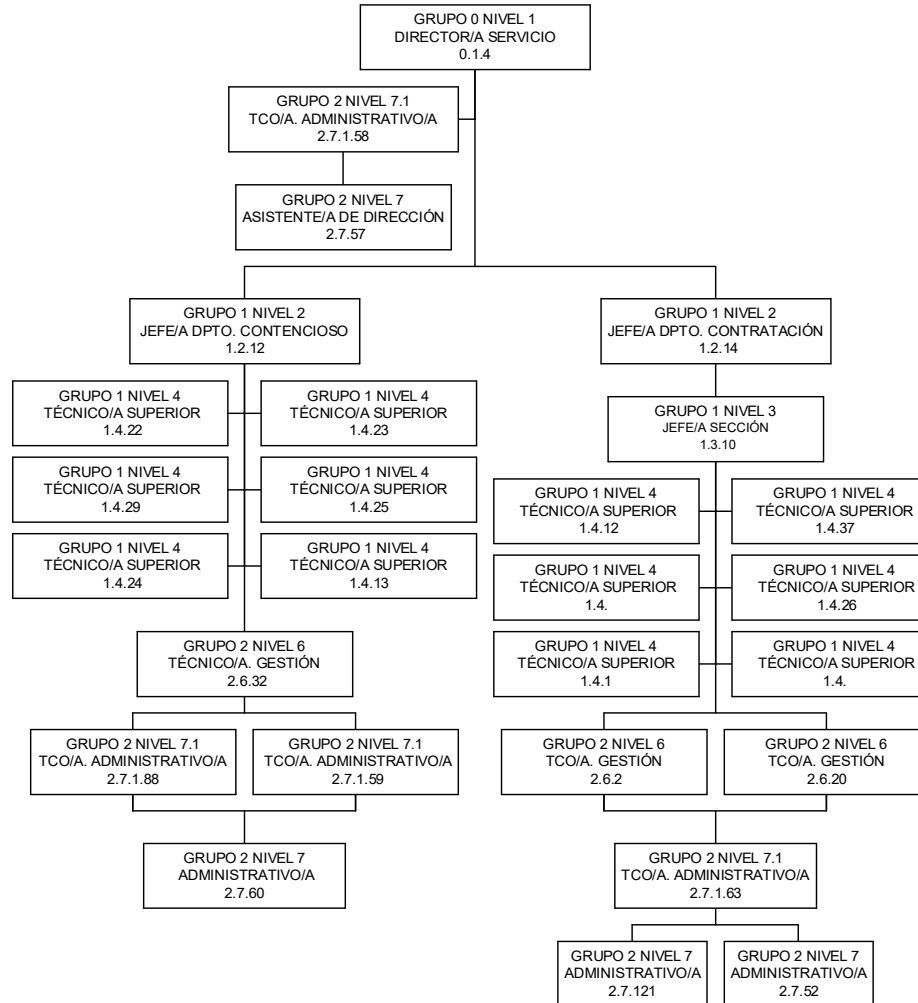 GRUPO 0 NIVEL 1
DIRECTOR/A SERVICIO
0.1.4
GRUPO 2 NIVEL 7.1
TCO/A. ADMINISTRATIVO/A
2.7.1.58
GRUPO 2 NIVEL 7
ASISTENTE/A DE DIRECCIÓN
2.7.57
GRUPO 1 NIVEL 2
JEFE/A DPTO. CONTENCIOSO
1.2.12
GRUPO 1 NIVEL 4
TÉCNICO/A SUPERIOR
1.4.22
GRUPO 1 NIVEL 4
TÉCNICO/A SUPERIOR
1.4.23
GRUPO 1 NIVEL 4
TÉCNICO/A SUPERIOR
1.4.29
GRUPO 1 NIVEL 4
TÉCNICO/A SUPERIOR
1.4.25
GRUPO 1 NIVEL 4
TÉCNICO/A SUPERIOR
1.4.24
GRUPO 1 NIVEL 4
TÉCNICO/A SUPERIOR
1.4.13
GRUPO 2 NIVEL 6
TÉCNICO/A. GESTIÓN
2.6.32
GRUPO 2 NIVEL 7.1
TCO/A. ADMINISTRATIVO/A
2.7.1.88
GRUPO 2 NIVEL 7.1
TCO/A. ADMINISTRATIVO/A
2.7.1.59
GRUPO 2 NIVEL 7
ADMINISTRATIVO/A
2.7.60
GRUPO 1 NIVEL 2
JEFE/A DPTO. CONTRATACIÓN
1.2.14
GRUPO 1 NIVEL 3
JEFE/A SECCIÓN
1.3.10
GRUPO 1 NIVEL 4
TÉCNICO/A SUPERIOR
1.4.12
GRUPO 1 NIVEL 4
TÉCNICO/A SUPERIOR
1.4.37
GRUPO 1 NIVEL 4
TÉCNICO/A SUPERIOR
1.4.
GRUPO 1 NIVEL 4
TÉCNICO/A SUPERIOR
1.4.26
GRUPO 1 NIVEL 4
TÉCNICO/A SUPERIOR
1.4.1
GRUPO 1 NIVEL 4
TÉCNICO/A SUPERIOR
1.4.
GRUPO 2 NIVEL 6
TCO/A. GESTIÓN
2.6.2
GRUPO 2 NIVEL 6
TCO/A. GESTIÓN
2.6.20
GRUPO 2 NIVEL 7.1
TCO/A. ADMINISTRATIVO/A
2.7.1.63
GRUPO 2 NIVEL 7
ADMINISTRATIVO/A
2.7.121
GRUPO 2 NIVEL 7
ADMINISTRATIVO/A
2.7.52